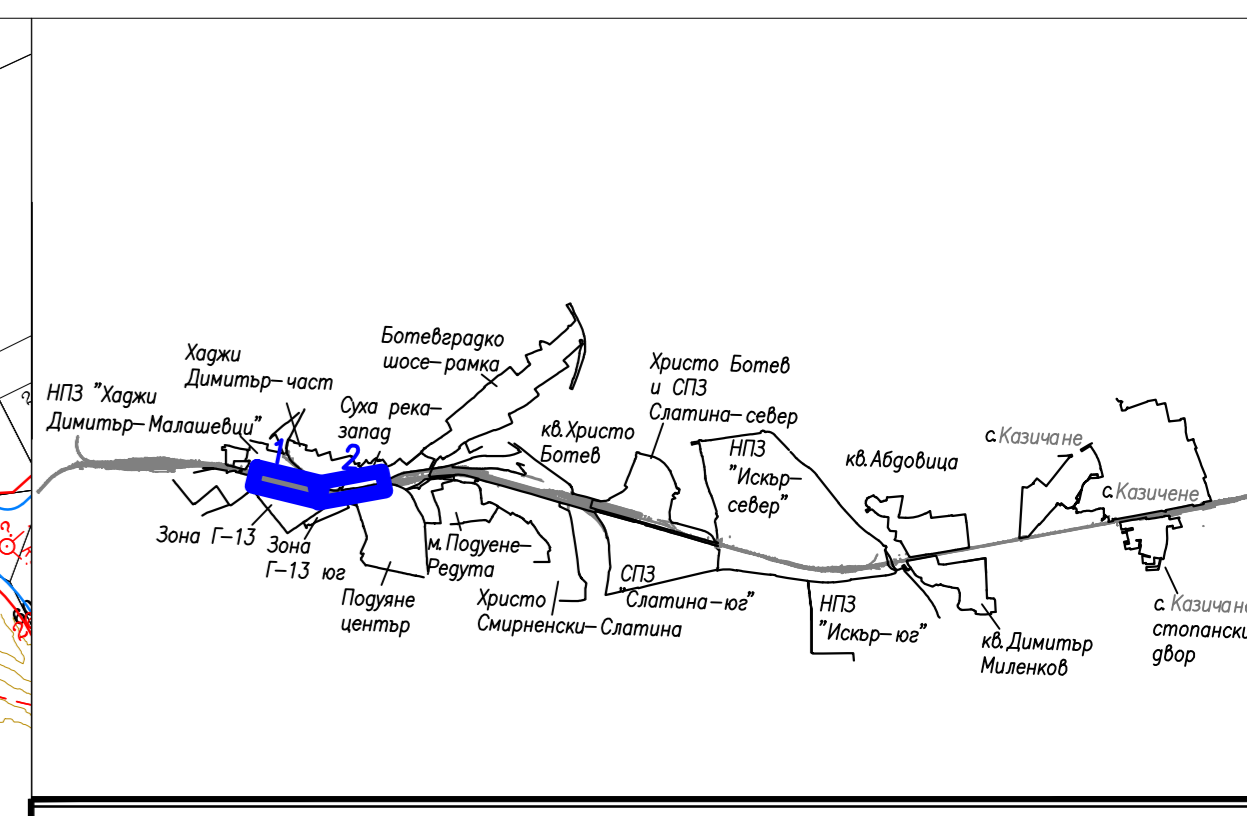 Ботевградко
шосе-рамка
Хаджи
Димитър-част
Христо Ботев
и СПЗ
Слатина-север
НПЗ "Хаджи
Димитър-Малашевци"
Суха река-
запад
кв.Христо
Ботев
1
2
НПЗ
"Искър-
север"
кв.Абдовица
с.Казичане
с.Казичене
Зона Г-13
Зона
Г-13 юг
м.Подуене-
Редута
Подуяне
център
Христо
Смирненски-Слатина
СПЗ
"Слатина-юг"
НПЗ
"Искър-юг"
кв.Димитър
Миленков
с.Казичане
стопански
двор